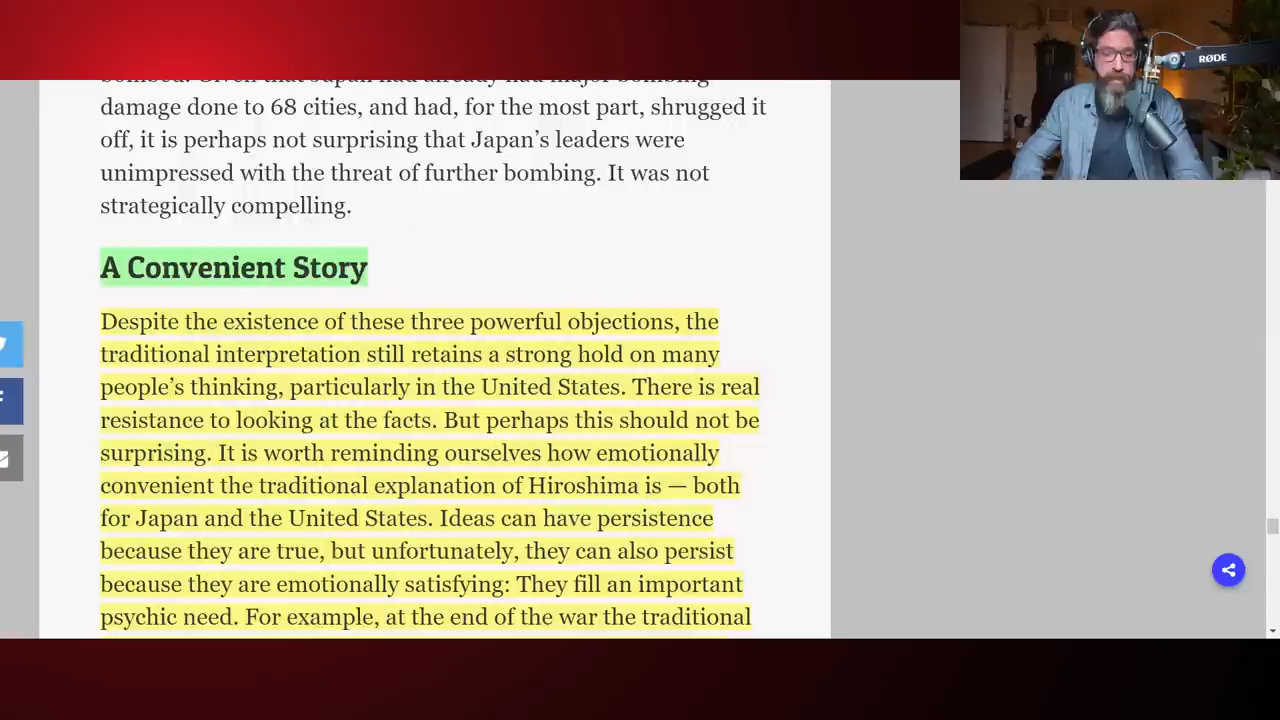 damage done to 68 cities, and had, for the most part, shrugged it
off, it is perhaps not surprising that Japan’s leaders were
unimpressed with the threat of further bombing. It was not
strategically compelling.
A Convenient Story
Despite the existence of these three powerful objections, the
traditional interpretation still retains a strong hold on many
people’s thinking, particularly in the United States. There is real
resistance to looking at the facts. But perhaps this should not be
surprising. It is worth reminding ourselves how emotionally
convenient the traditional explanation of Hiroshima is — both
for Japan and the United States. Ideas can have persistence
because they are true, but unfortunately, they can also persist
because they are emotionally satisfying: They fill an important
psychic need. For example, at the end of the war the traditional
RØDE